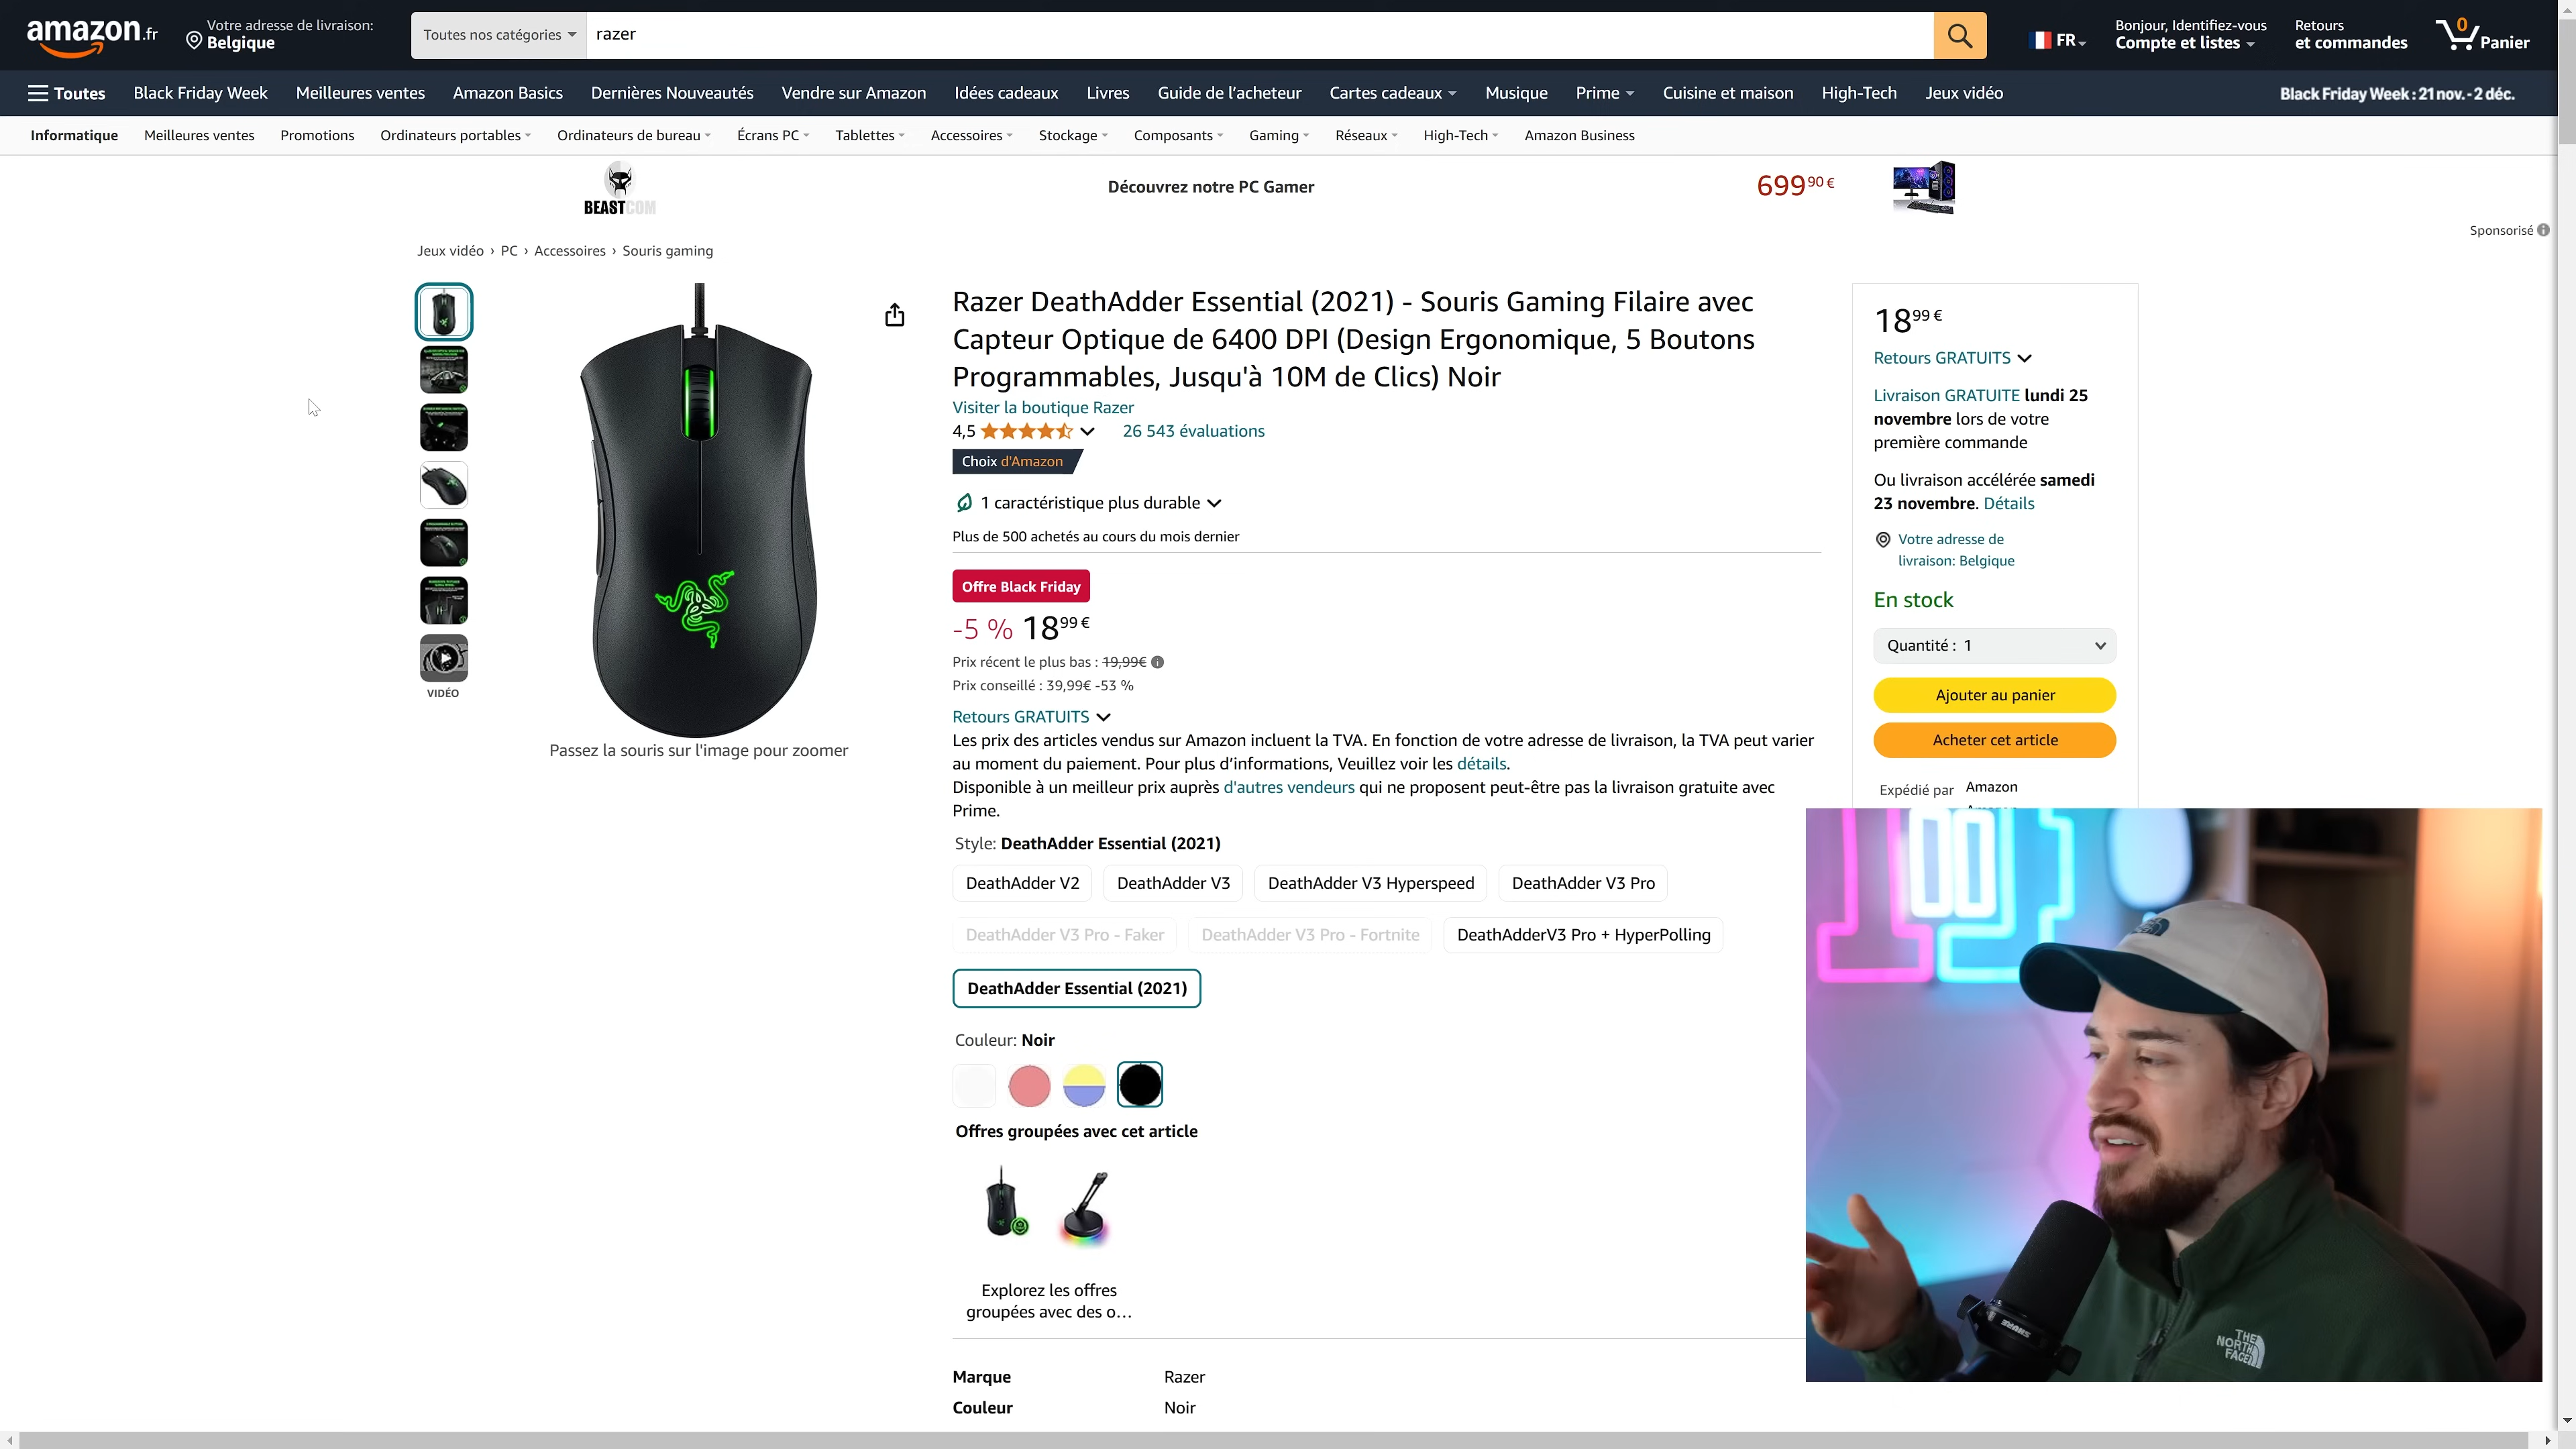 amazon.fr
Votre adresse de livraison:
Belgique
Toutes nos catégories
razer
FR
Bonjour, Identifiez-vous
Compte et listes
Retours
et commandes
0
Panier
Toutes
Black Friday Week
Meilleures ventes
Amazon Basics
Dernières Nouveautés
Vendre sur Amazon
Idées cadeaux
Livres
Guide de l’acheteur
Cartes cadeaux
Musique
Prime
Cuisine et maison
High-Tech
Jeux vidéo
Black Friday Week : 21 nov. - 2 déc.
Informatique
Meilleures ventes
Promotions
Ordinateurs portables
Ordinateurs de bureau
Écrans PC
Tablettes
Accessoires
Stockage
Composants
Gaming
Réseaux
High-Tech
Amazon Business
BEASTCOM
Découvrez notre PC Gamer
699 90 €
Sponsorisé
Jeux vidéo › PC › Accessoires › Souris gaming
VIDÉO
Passez la souris sur l'image pour zoomer
Razer DeathAdder Essential (2021) - Souris Gaming Filaire avec
Capteur Optique de 6400 DPI (Design Ergonomique, 5 Boutons
Programmables, Jusqu'à 10M de Clics) Noir
Visiter la boutique Razer
4,5
26 543 évaluations
Choix d'Amazon
1 caractéristique plus durable
Plus de 500 achetés au cours du mois dernier
Offre Black Friday
-5 % 18 99 €
Prix récent le plus bas : 19,99€
Prix conseillé : 39,99€ -53 %
Retours GRATUITS
Les prix des articles vendus sur Amazon incluent la TVA. En fonction de votre adresse de livraison, la TVA peut varier
au moment du paiement. Pour plus d’informations, Veuillez voir les détails.
Disponible à un meilleur prix auprès d'autres vendeurs qui ne proposent peut-être pas la livraison gratuite avec
Prime.
Style: DeathAdder Essential (2021)
DeathAdder V2
DeathAdder V3
DeathAdder V3 Hyperspeed
DeathAdder V3 Pro
DeathAdder V3 Pro - Faker
DeathAdder V3 Pro - Fortnite
DeathAdderV3 Pro + HyperPolling
DeathAdder Essential (2021)
Couleur: Noir
Offres groupées avec cet article
Explorez les offres
groupées avec des o…
Marque
Razer
Couleur
Noir
18 99 €
Retours GRATUITS
Livraison GRATUITE lundi 25
novembre lors de votre
première commande
Ou livraison accélérée samedi
23 novembre. Détails
Votre adresse de
livraison: Belgique
En stock
Quantité : 1
Ajouter au panier
Acheter cet article
Expédié par
Amazon
SHURE
THE
NORTH
FACE